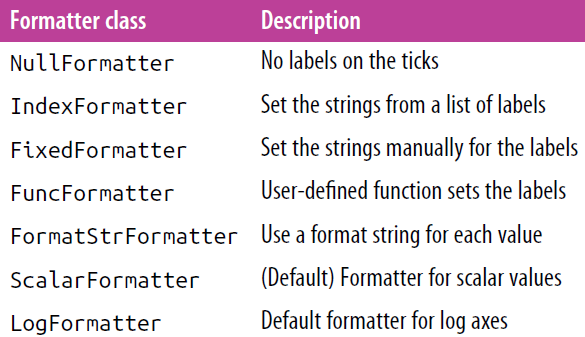 Formatter class Description
NullFormatter No labels on the ticks
IndexFormatter Set the strings from a list of labels
FixedFormatter Set the strings manually for the labels
FuncFormatter User-defined function sets the labels
FormatStrFormatter Use a format string for each value
ScalarFormatter (Default) Formatter for scalar values
LogFormatter Default formatter for log axes